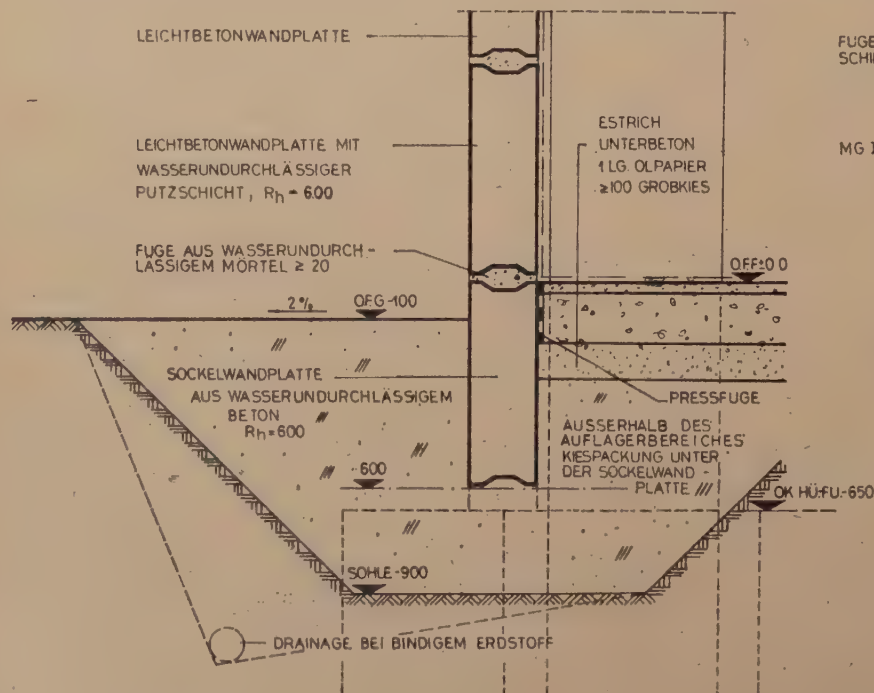 LEICHTBETONWANDPLATTE
LEICHTBETONWANDPLATTE MIT
WASSERUNDURCHLÄSSIGER
PUTZSCHICHT, Rh = 600
FUGE AUS WASSERUNDURCH-
LÄSSIGEM MÖRTEL ≥ 20
2%
OEG -100
SOCKELWANDPLATTE
AUS WASSERUNDURCHLÄSSIGEM
BETON
Rh=600
-600
SOHLE -900
DRAINAGE BEI BINDIGEM ERDSTOFF
ESTRICH
UNTERBETON
1 LG. ÖLPAPIER
≥100 GROBKIES
OFF±0.0
PRESSFUGE
AUSSERHALB DES
AUFLAGERBEREICHES
KIESPACKUNG UNTER
DER SOCKELWAND-
PLATTE
OK HÜ.FU.-650
FUGE
MG